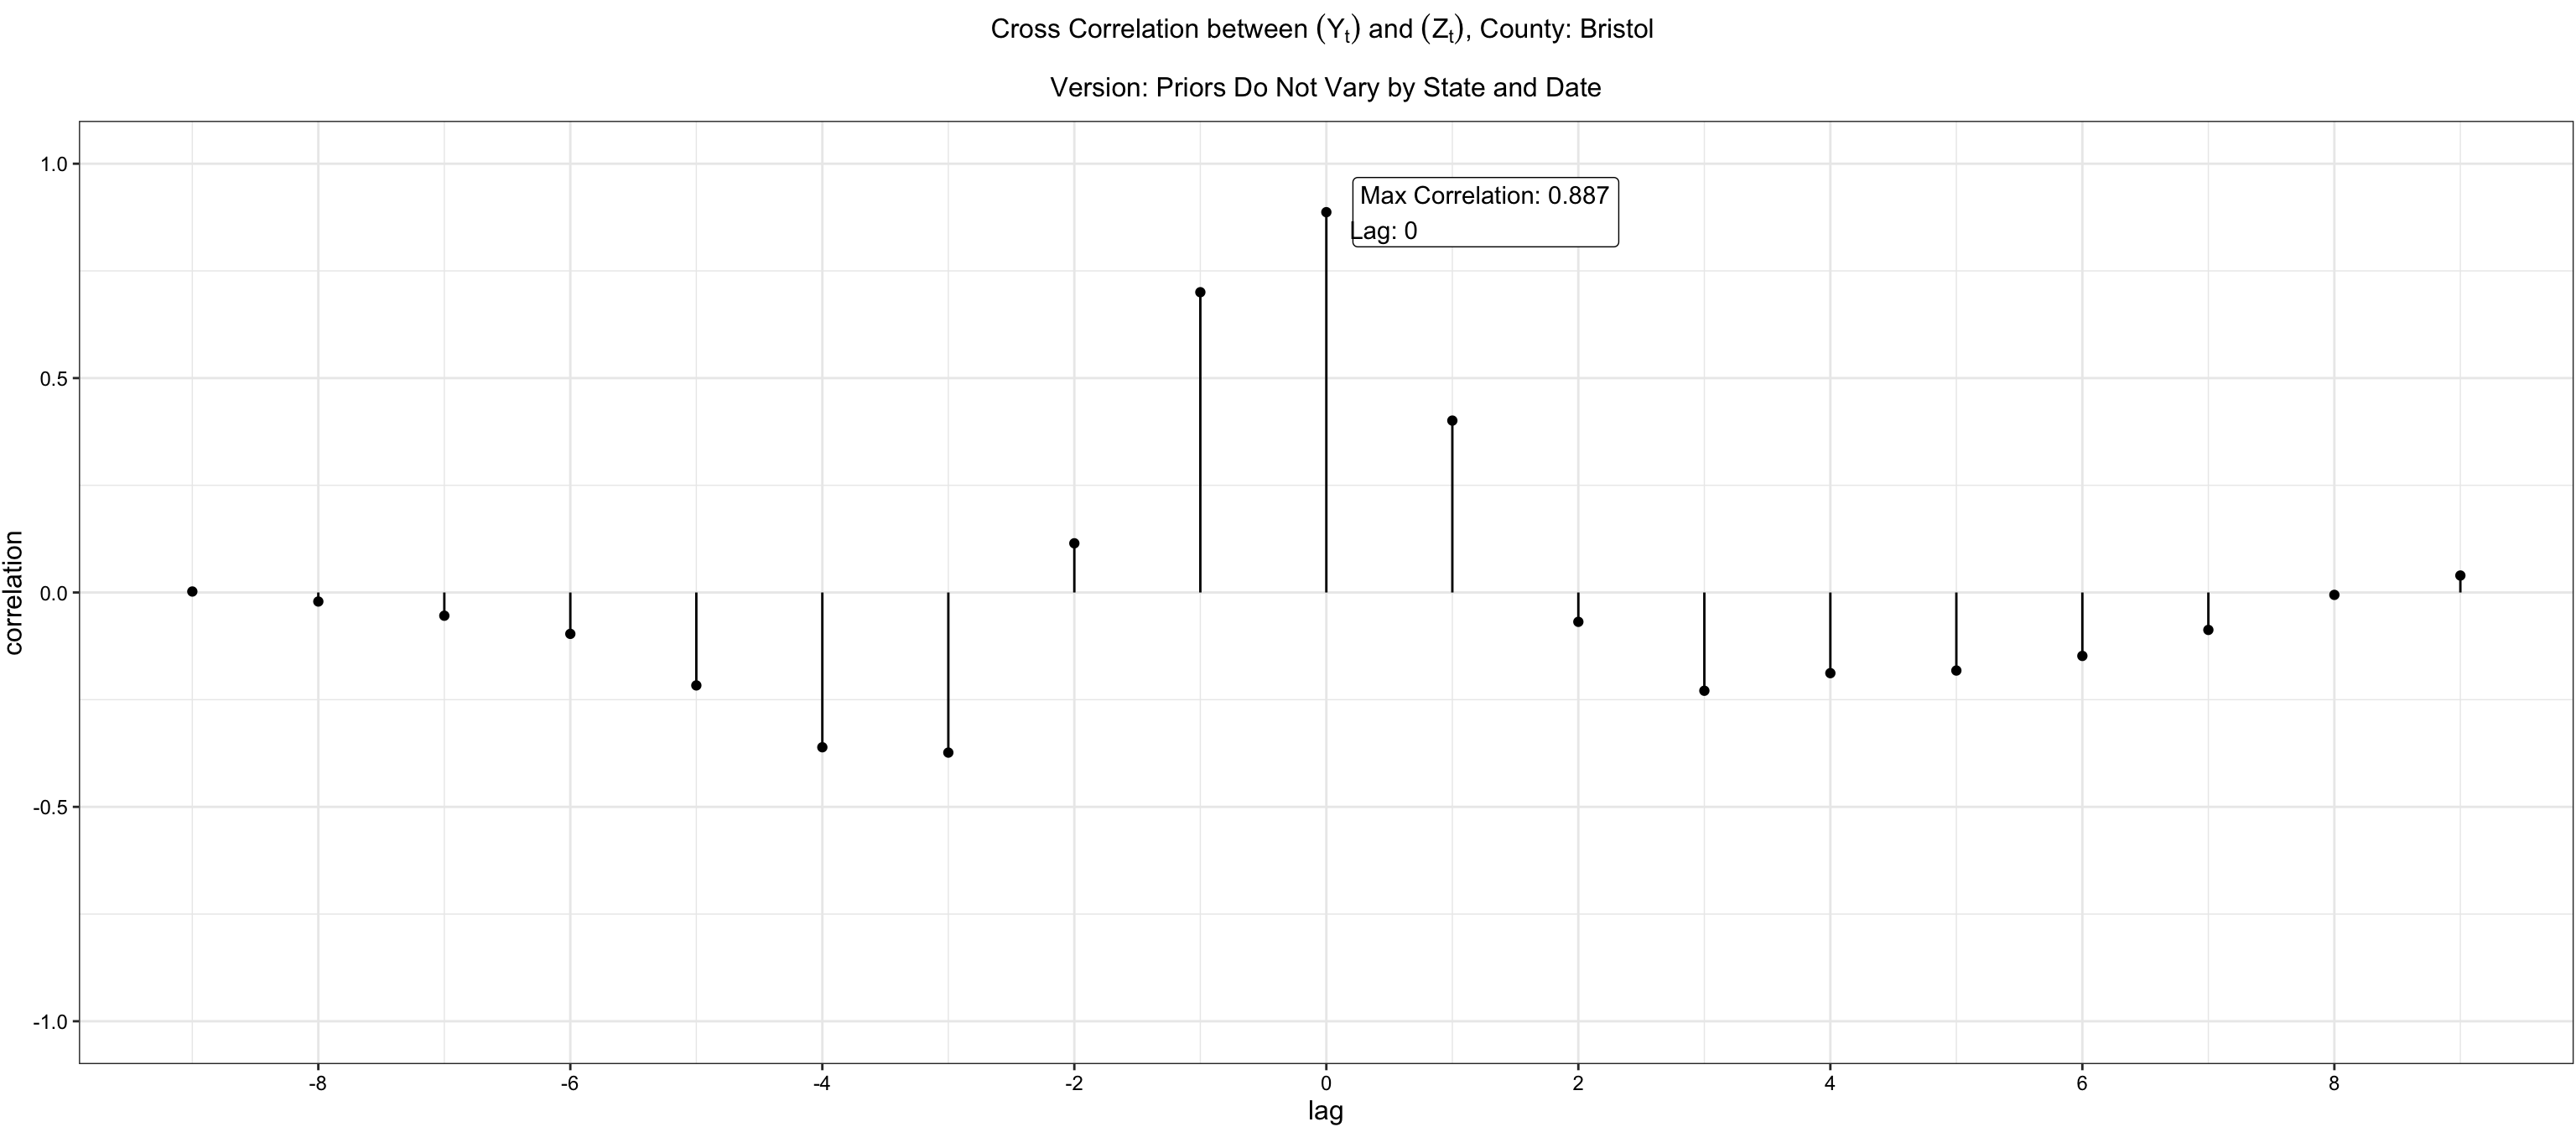 Cross Correlation between (Yt) and (Zt), County: Bristol
Version: Priors Do Not Vary by State and Date
1.0
0.5
0.0
-0.5
-1.0
correlation
Max Correlation: 0.887
Lag: 0
-8 -6 -4 -2 0 2 4 6 8
lag